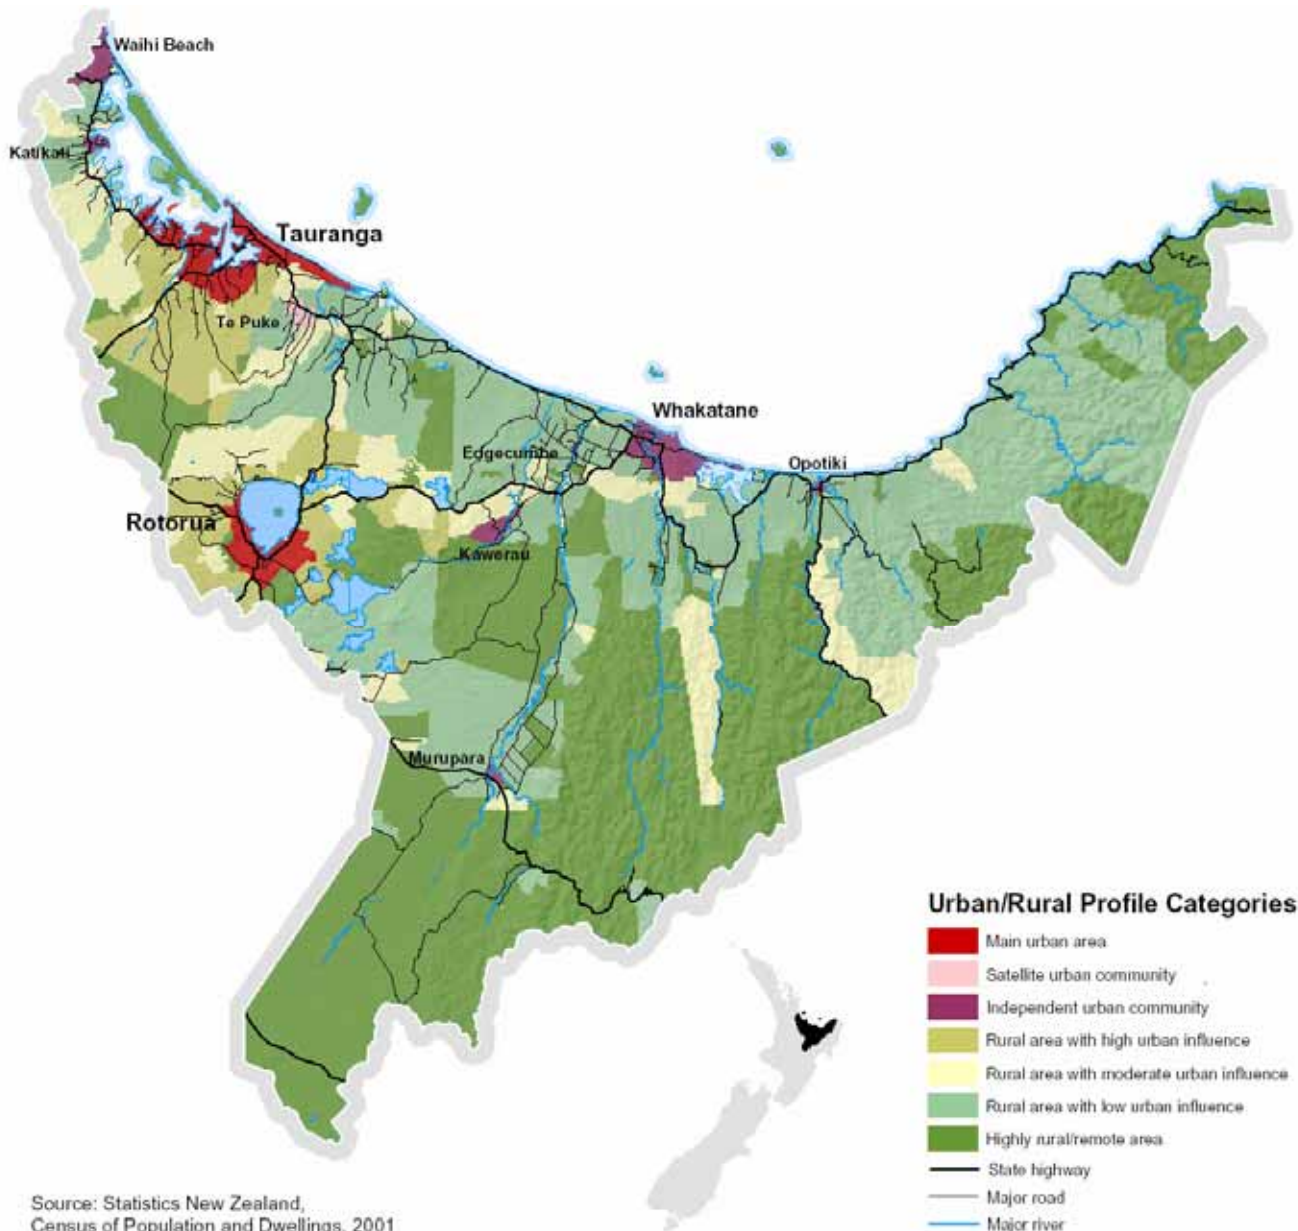 Waihi Beach
Katikati
Tauranga
Te Puke
Whakatane
Edgecumbe
Opotiki
Rotorua
Kawerau
Murupara
Urban/Rural Profile Categories
Main urban area
Satellite urban community
Independent urban community
Rural area with high urban influence
Rural area with moderate urban influence
Rural area with low urban influence
Highly rural/remote area
State highway
Major road
Major river
Source: Statistics New Zealand,
Census of Population and Dwellings, 2001